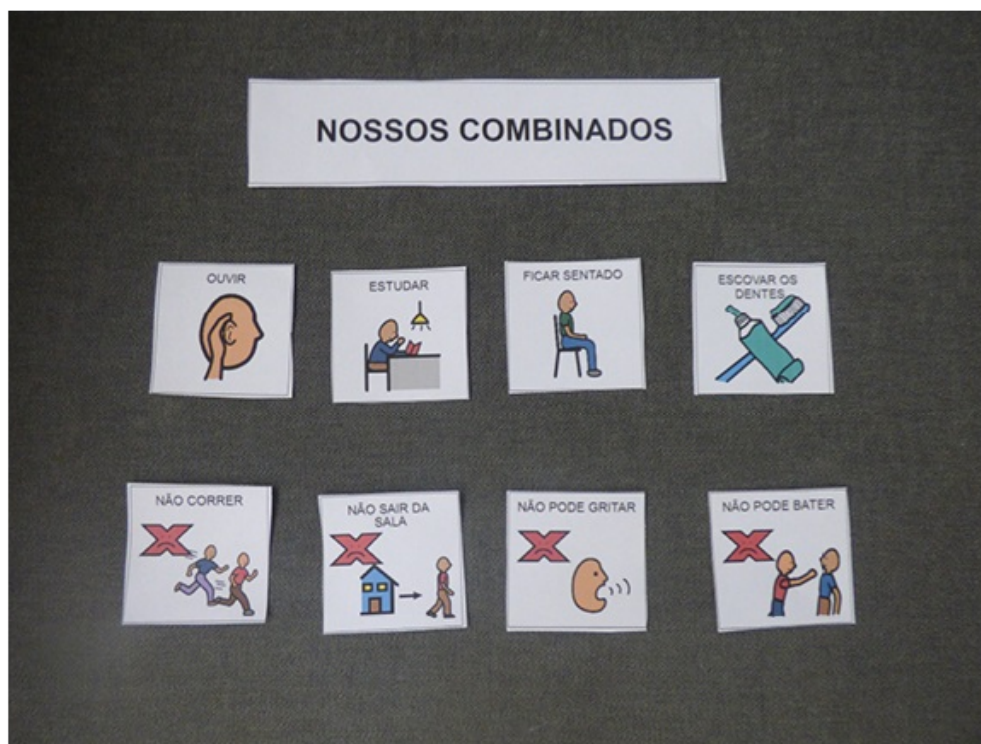 NOSSOS COMBINADOS
OUVIR
ESTUDAR
FICAR SENTADO
ESCOVAR OS
DENTES
NÃO CORRER
NÃO SAIR DA
SALA
NÃO PODE GRITAR
NÃO PODE BATER